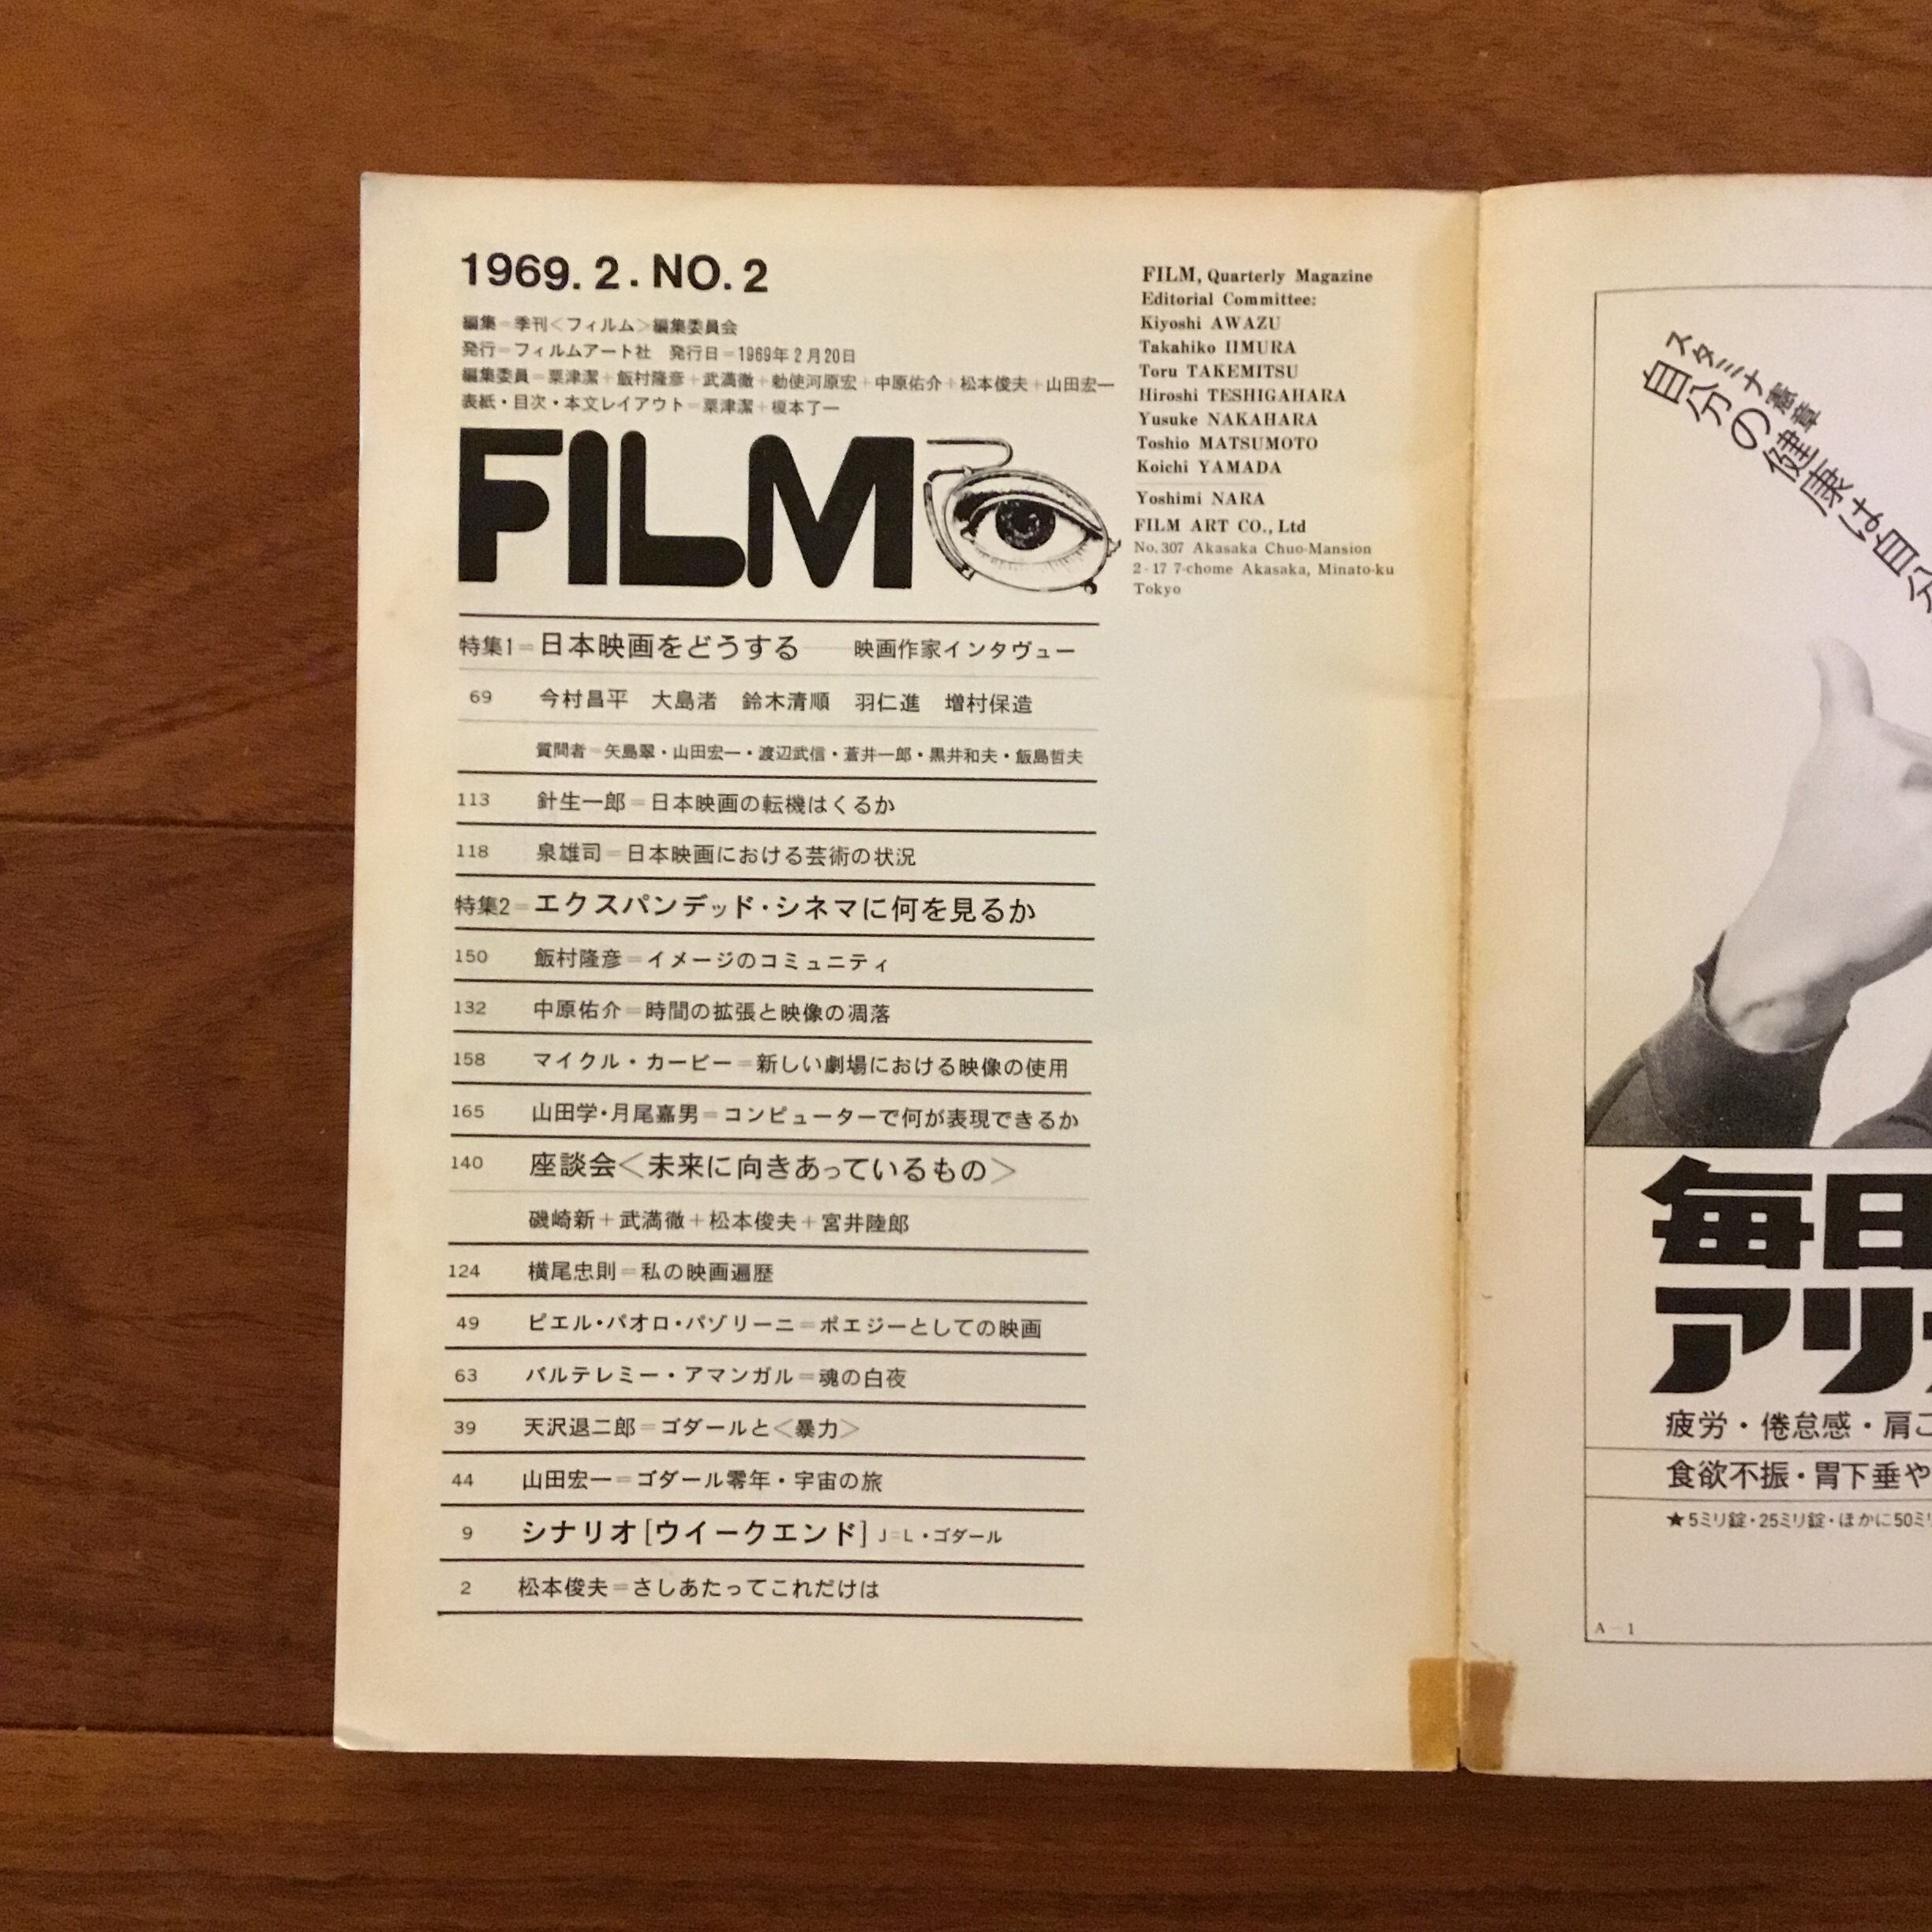 1969. 2. NO. 2
編集=季刊<フィルム>編集委員会
発行=フィルムアート社　発行日=1969年2月20日
編集委員=粟津潔+飯村隆彦+武満徹+勅使河原宏+中原佑介+松本俊夫+山田宏一
表紙・目次・本文レイアウト=粟津潔+榎本了一
FILM
FILM, Quarterly Magazine
Editorial Committee:
Kiyoshi AWAZU
Takahiko IIMURA
Toru TAKEMITSU
Hiroshi TESHIGAHARA
Yusuke NAKAHARA
Toshio MATSUMOTO
Koichi YAMADA
Yoshimi NARA
FILM ART CO., Ltd
No. 307 Akasaka Chuo-Mansion
2-17 7-chome Akasaka, Minato-ku
Tokyo
特集1=日本映画をどうする——映画作家インタヴュー
69 今村昌平　大島渚　鈴木清順　羽仁進　増村保造
質問者=矢島翠・山田宏一・渡辺武信・蒼井一郎・黒井和夫・飯島哲夫
113 針生一郎=日本映画の転機はくるか
118 泉雄司=日本映画における芸術の状況
特集2=エクスパンデッド・シネマに何を見るか
150 飯村隆彦=イメージのコミュニティ
132 中原佑介=時間の拡張と映像の凋落
158 マイクル・カービー=新しい劇場における映像の使用
165 山田学・月尾嘉男=コンピューターで何が表現できるか
140 座談会<未来に向きあっているもの>
磯崎新+武満徹+松本俊夫+宮井陸郎
124 横尾忠則=私の映画遍歴
49 ピエル・パオロ・パゾリーニ=ポエジーとしての映画
63 バルテレミー・アマンガル=魂の白夜
39 天沢退二郎=ゴダールと<暴力>
44 山田宏一=ゴダール零年・宇宙の旅
9 シナリオ[ウイークエンド] J=L・ゴダール
2 松本俊夫=さしあたってこれだけは
スタミナ憲章
自分の健康は自分
毎日
アリ
疲労・倦怠感・肩こ
食欲不振・胃下垂や
★5ミリ錠・25ミリ錠・ほかに50ミリ
A-1